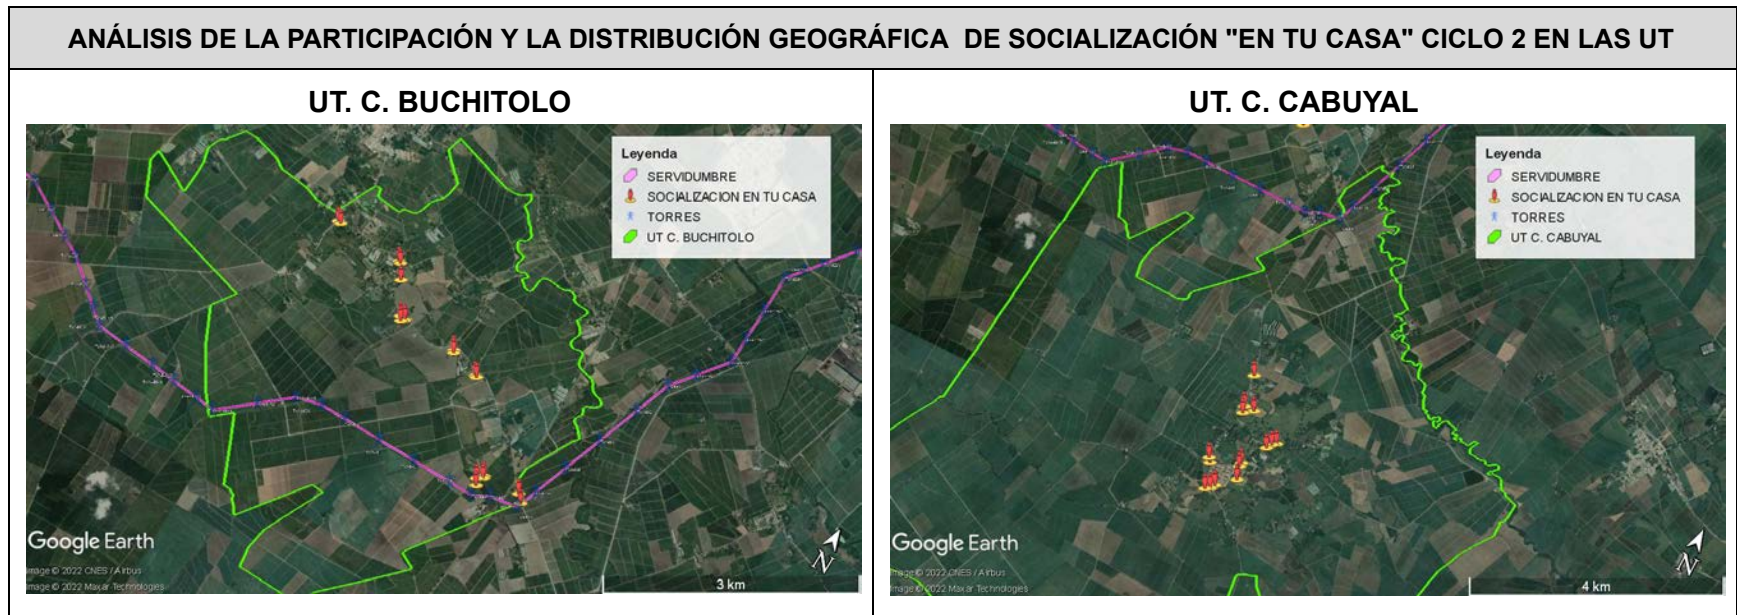 ANÁLISIS DE LA PARTICIPACIÓN Y LA DISTRIBUCIÓN GEOGRÁFICA DE SOCIALIZACIÓN "EN TU CASA" CICLO 2 EN LAS UT
UT. C. BUCHITOLO
Leyenda
SERVIDUMBRE
SOCIALIZACION EN TU CASA
TORRES
UT C. BUCHITOLO
Google Earth
Image © 2022 CNES / Airbus
Image © 2022 Maxar Technologies
3 km
N
UT. C. CABUYAL
Leyenda
SERVIDUMBRE
SOCIALIZACION EN TU CASA
TORRES
UT C. CABUYAL
Google Earth
Image © 2022 CNES / Airbus
Image © 2022 Maxar Technologies
4 km
N